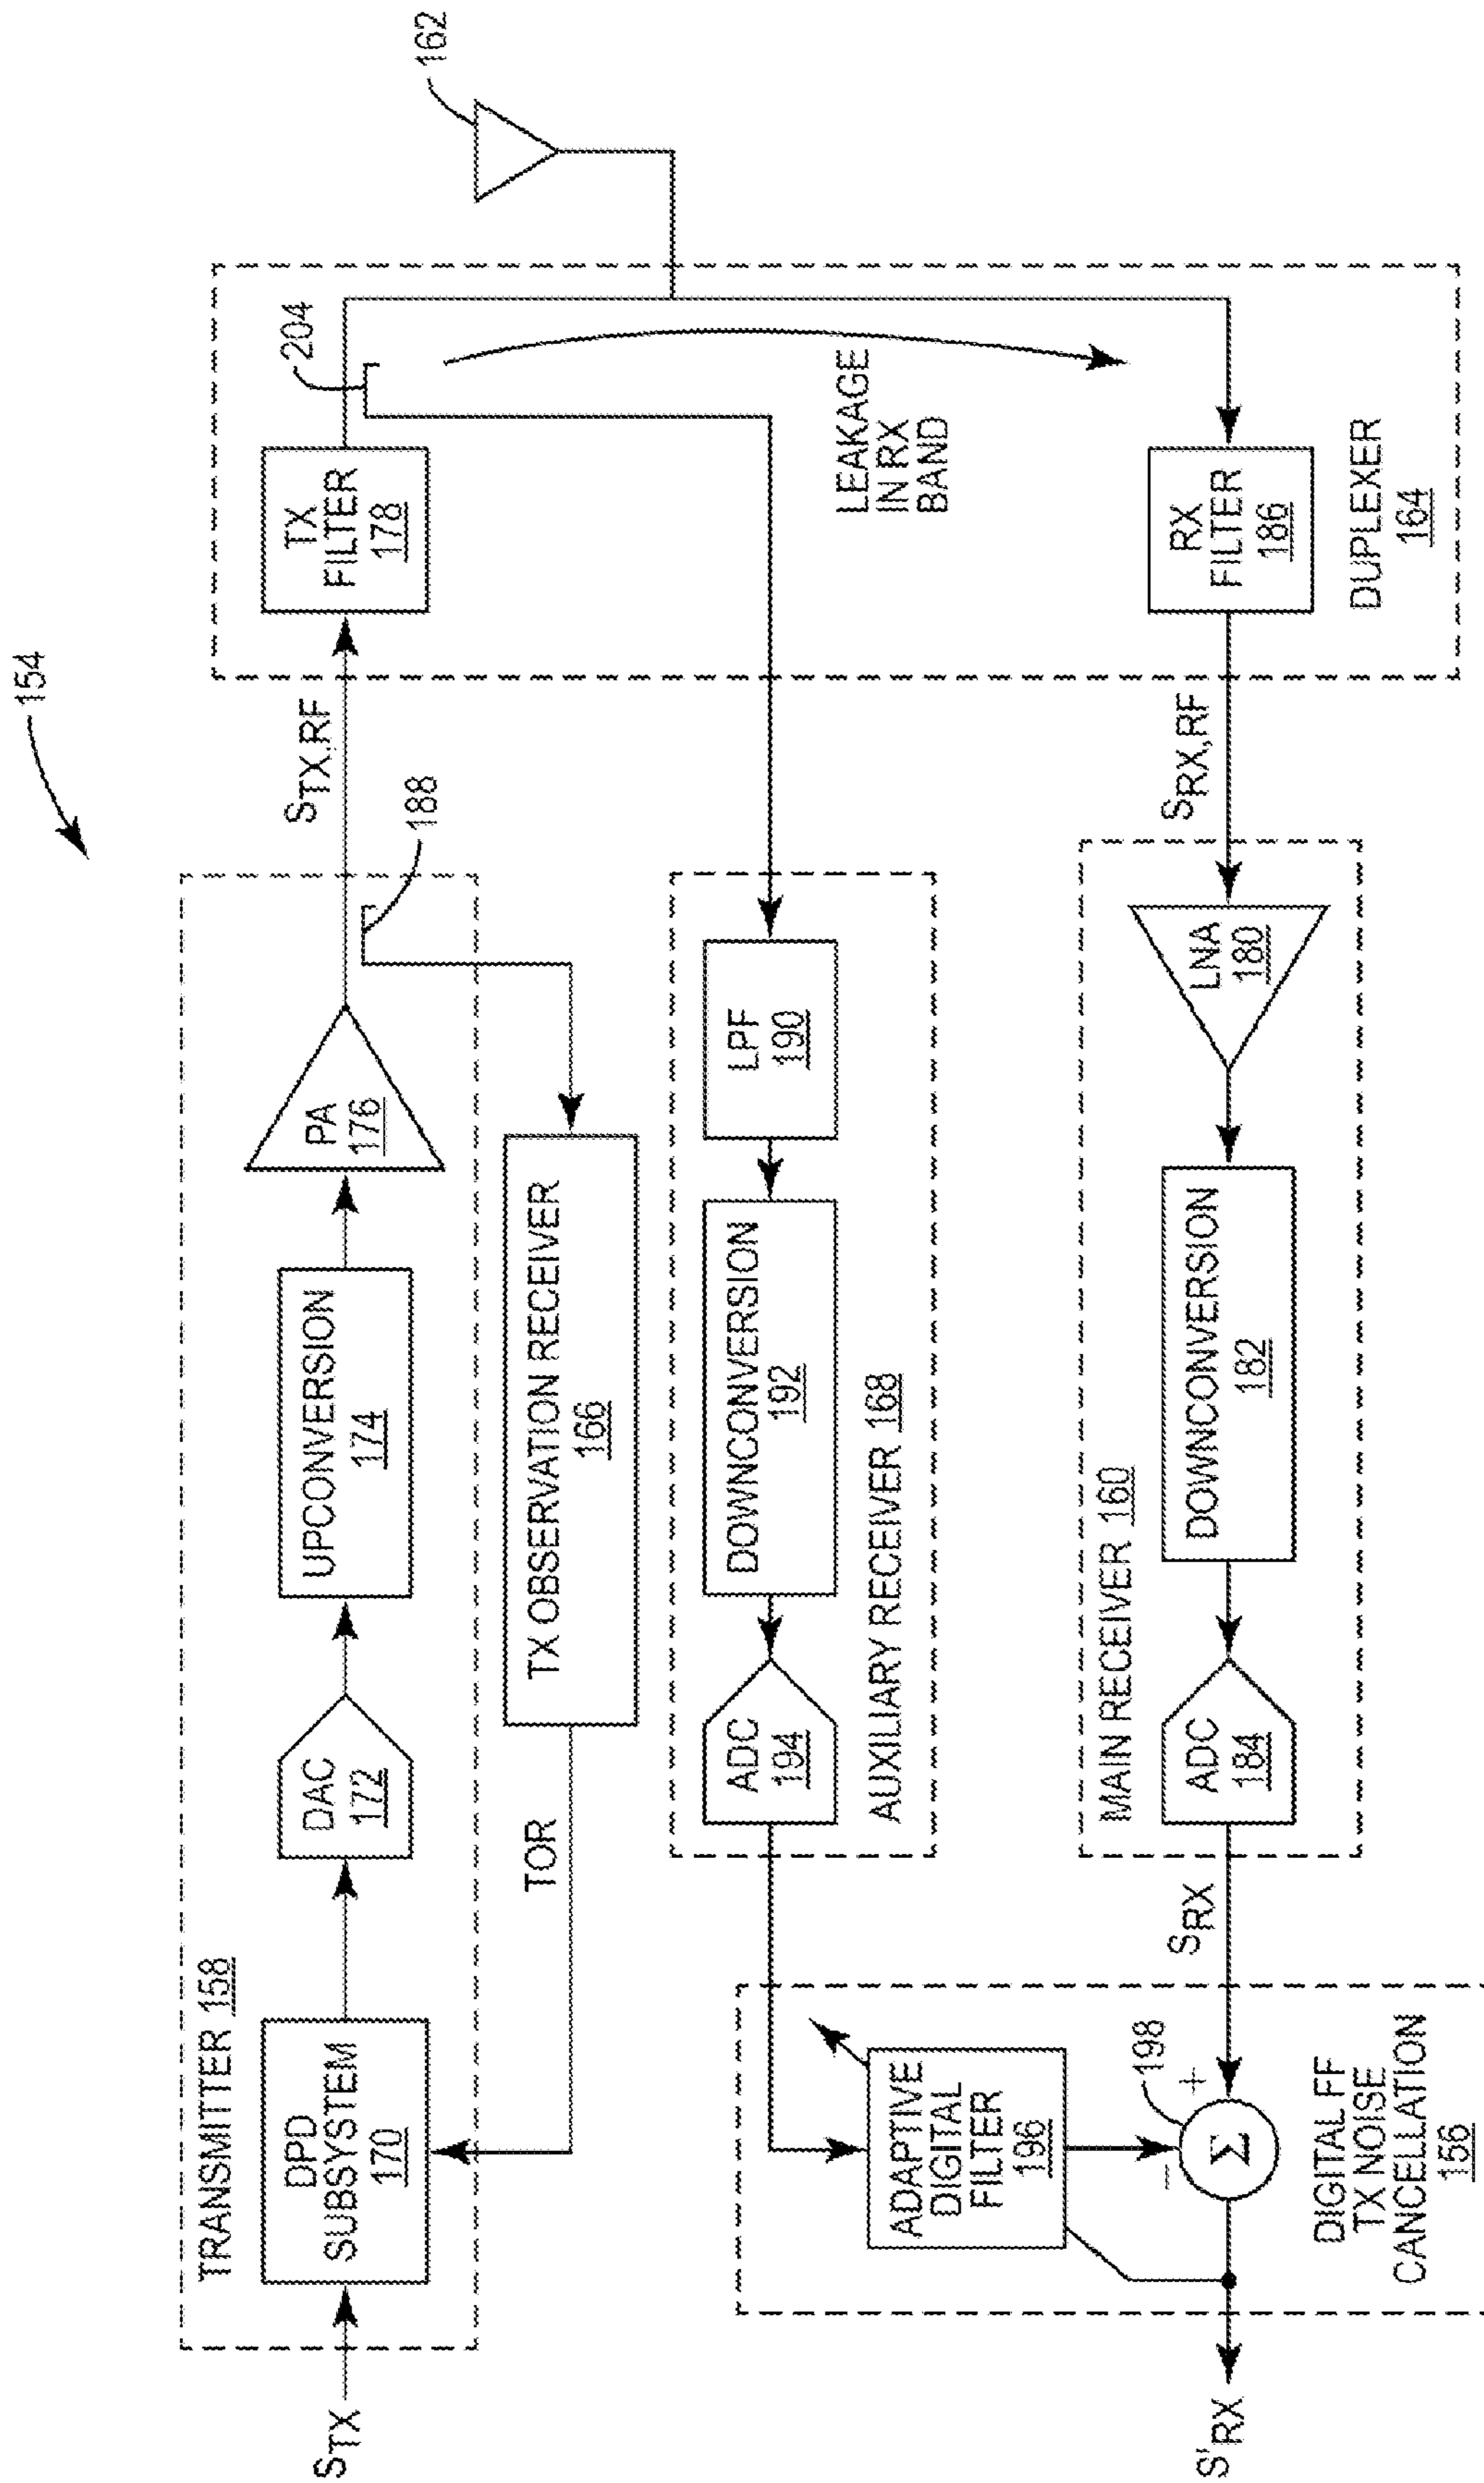 154
S_TX
TRANSMITTER 158
DPD
SUBSYSTEM
170
DAC
172
UPCONVERSION
174
PA
176
188
S_TX,RF
TX
FILTER
178
204
162
TOR
TX OBSERVATION RECEIVER
166
ADC
194
DOWNCONVERSION
192
LPF
190
AUXILIARY RECEIVER 168
LEAKAGE
IN RX
BAND
ADAPTIVE
DIGITAL
FILTER
196
198
−
+
Σ
S'_RX
S_RX
MAIN RECEIVER 160
ADC
184
DOWNCONVERSION
182
LNA
180
S_RX,RF
RX
FILTER
186
DUPLEXER
164
DIGITAL FF
TX NOISE
CANCELLATION
156